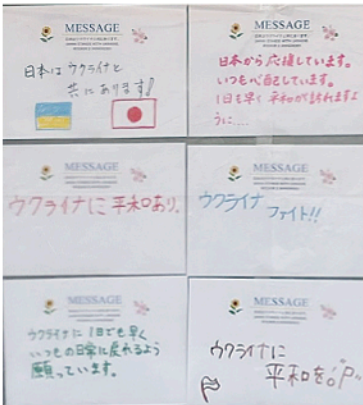 MESSAGE
日本はウクライナと
共にあります!
MESSAGE
日本から応援しています。
いつも心配しています。
1日も早く平和が訪れますよ
うに....
MESSAGE
ウクライナに平和あり。
MESSAGE
ウクライナ
ファイト!!
MESSAGE
ウクライナに1日でも早く
いつもの日常に戻れるよう
願っています。
MESSAGE
ウクライナに
平和を